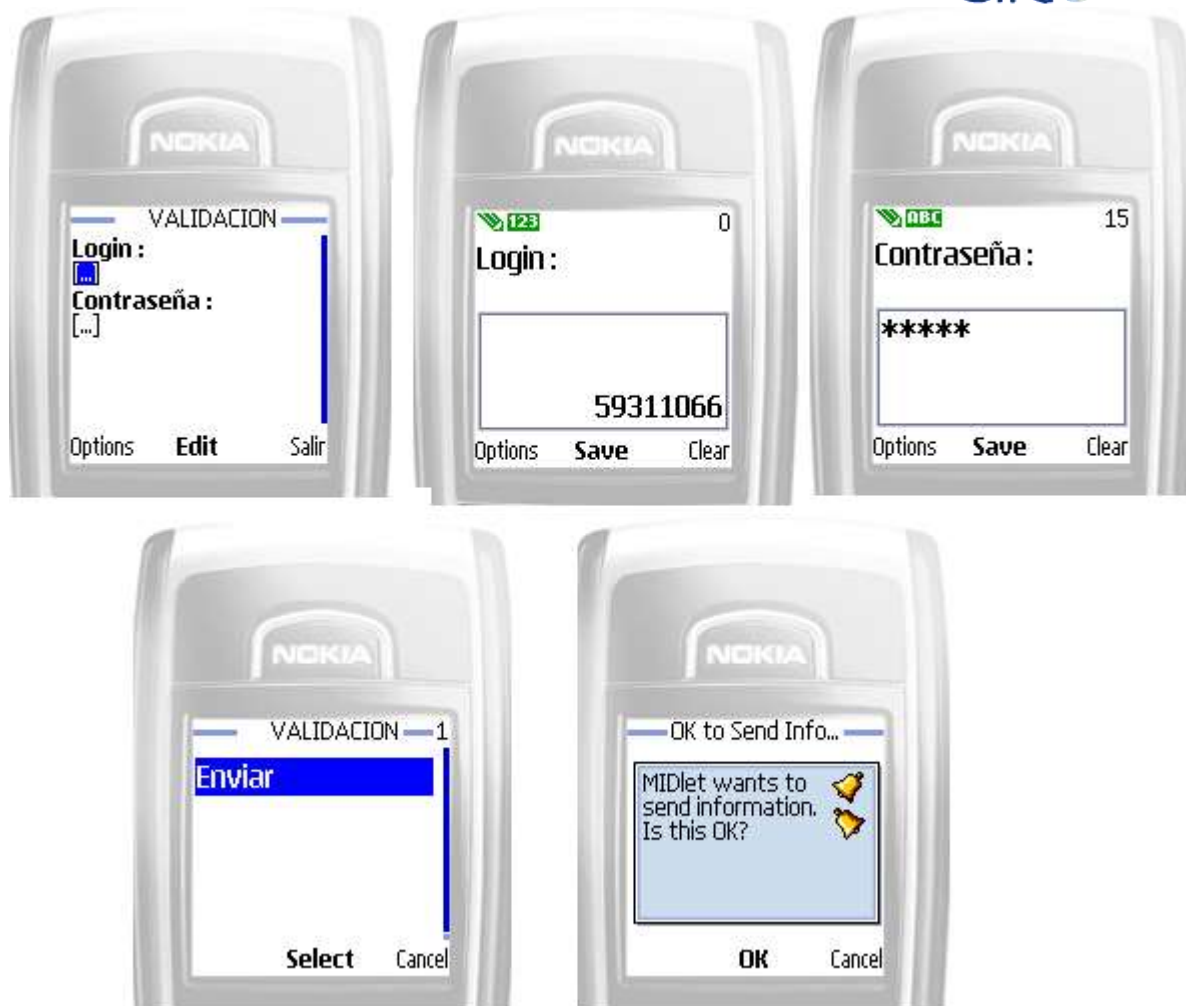 NOKIA
VALIDACION
Login :
[...]
Contraseña :
[...]
Options Edit Salir
NOKIA
123 0
Login :
59311066
Options Save Clear
NOKIA
ABC 15
Contraseña :
*****
Options Save Clear
NOKIA
VALIDACION 1
Enviar
Select Cancel
NOKIA
OK to Send Info...
MIDlet wants to
send information.
Is this OK?
OK Cancel